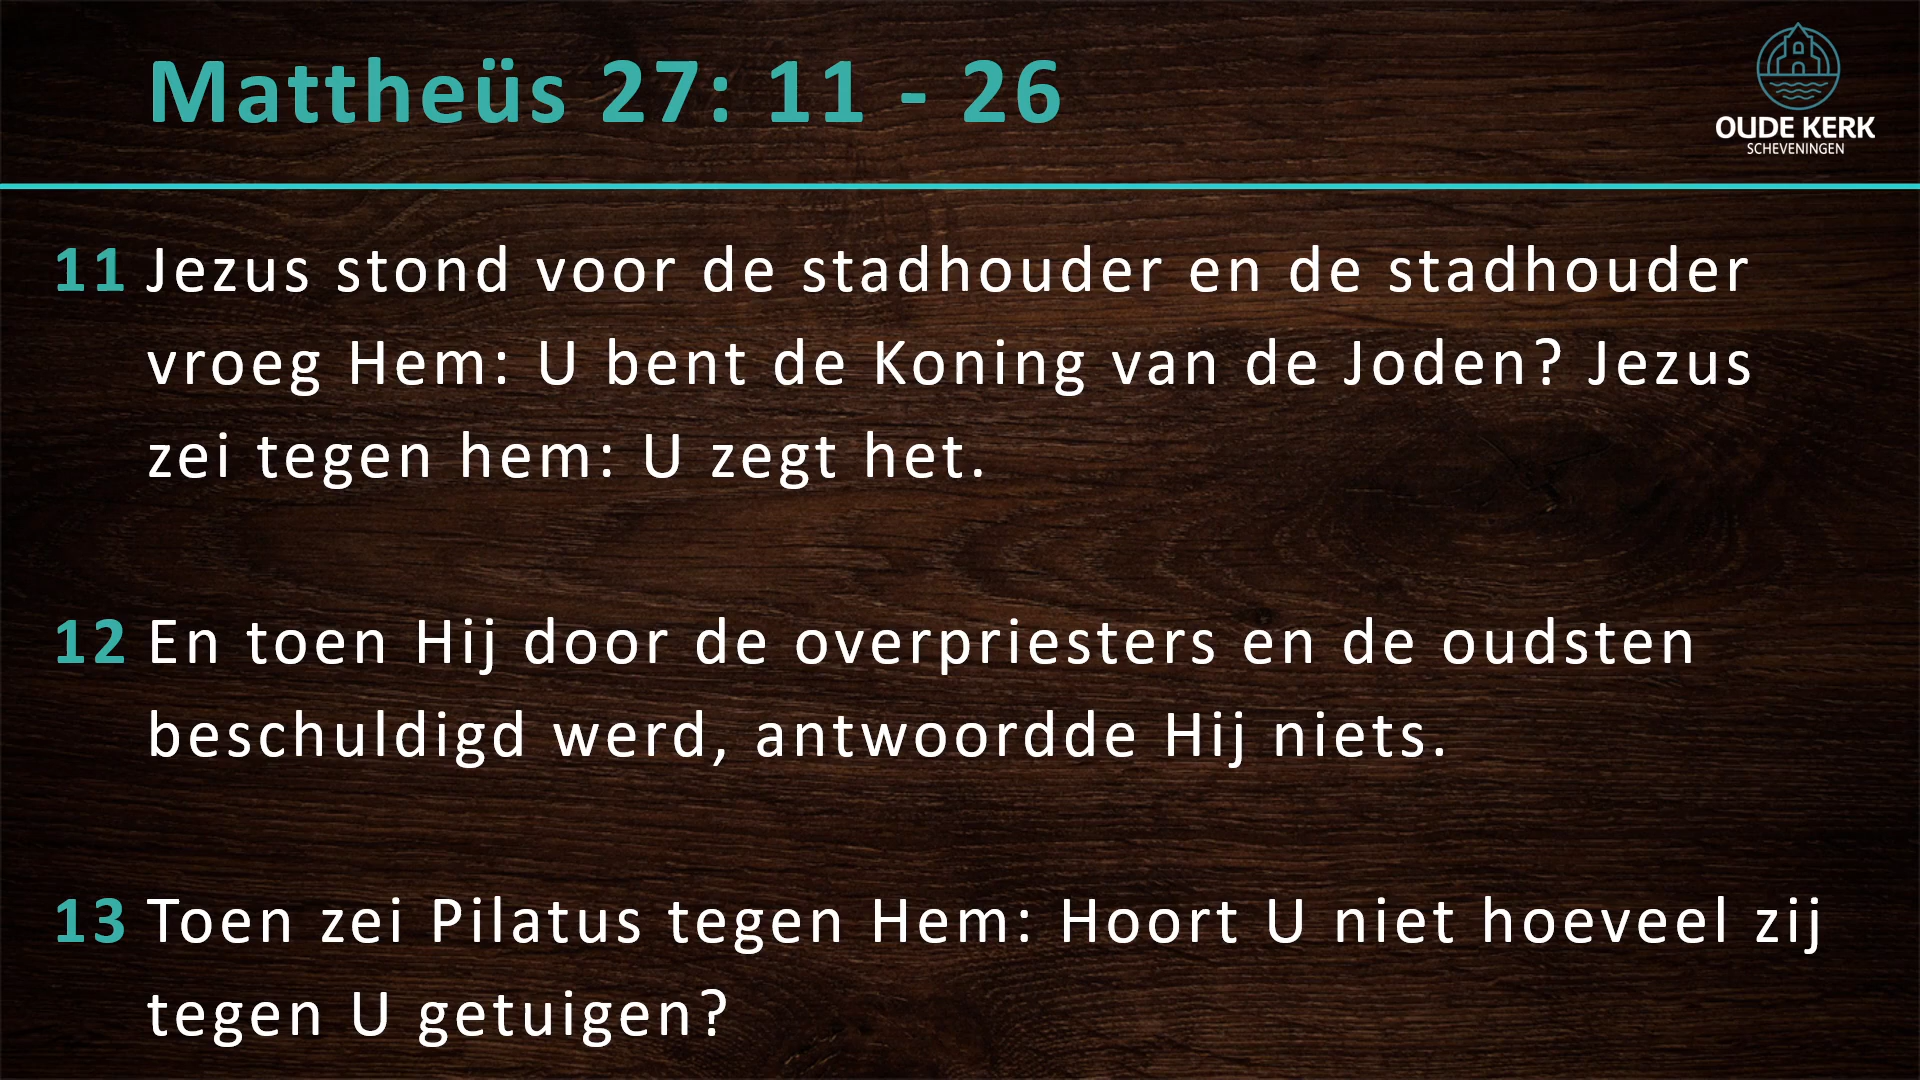 Mattheüs 27: 11 - 26
OUDE KERK
SCHEVENINGEN
11 Jezus stond voor de stadhouder en de stadhouder
vroeg Hem: U bent de Koning van de Joden? Jezus
zei tegen hem: U zegt het.
12 En toen Hij door de overpriesters en de oudsten
beschuldigd werd, antwoordde Hij niets.
13 Toen zei Pilatus tegen Hem: Hoort U niet hoeveel zij
tegen U getuigen?